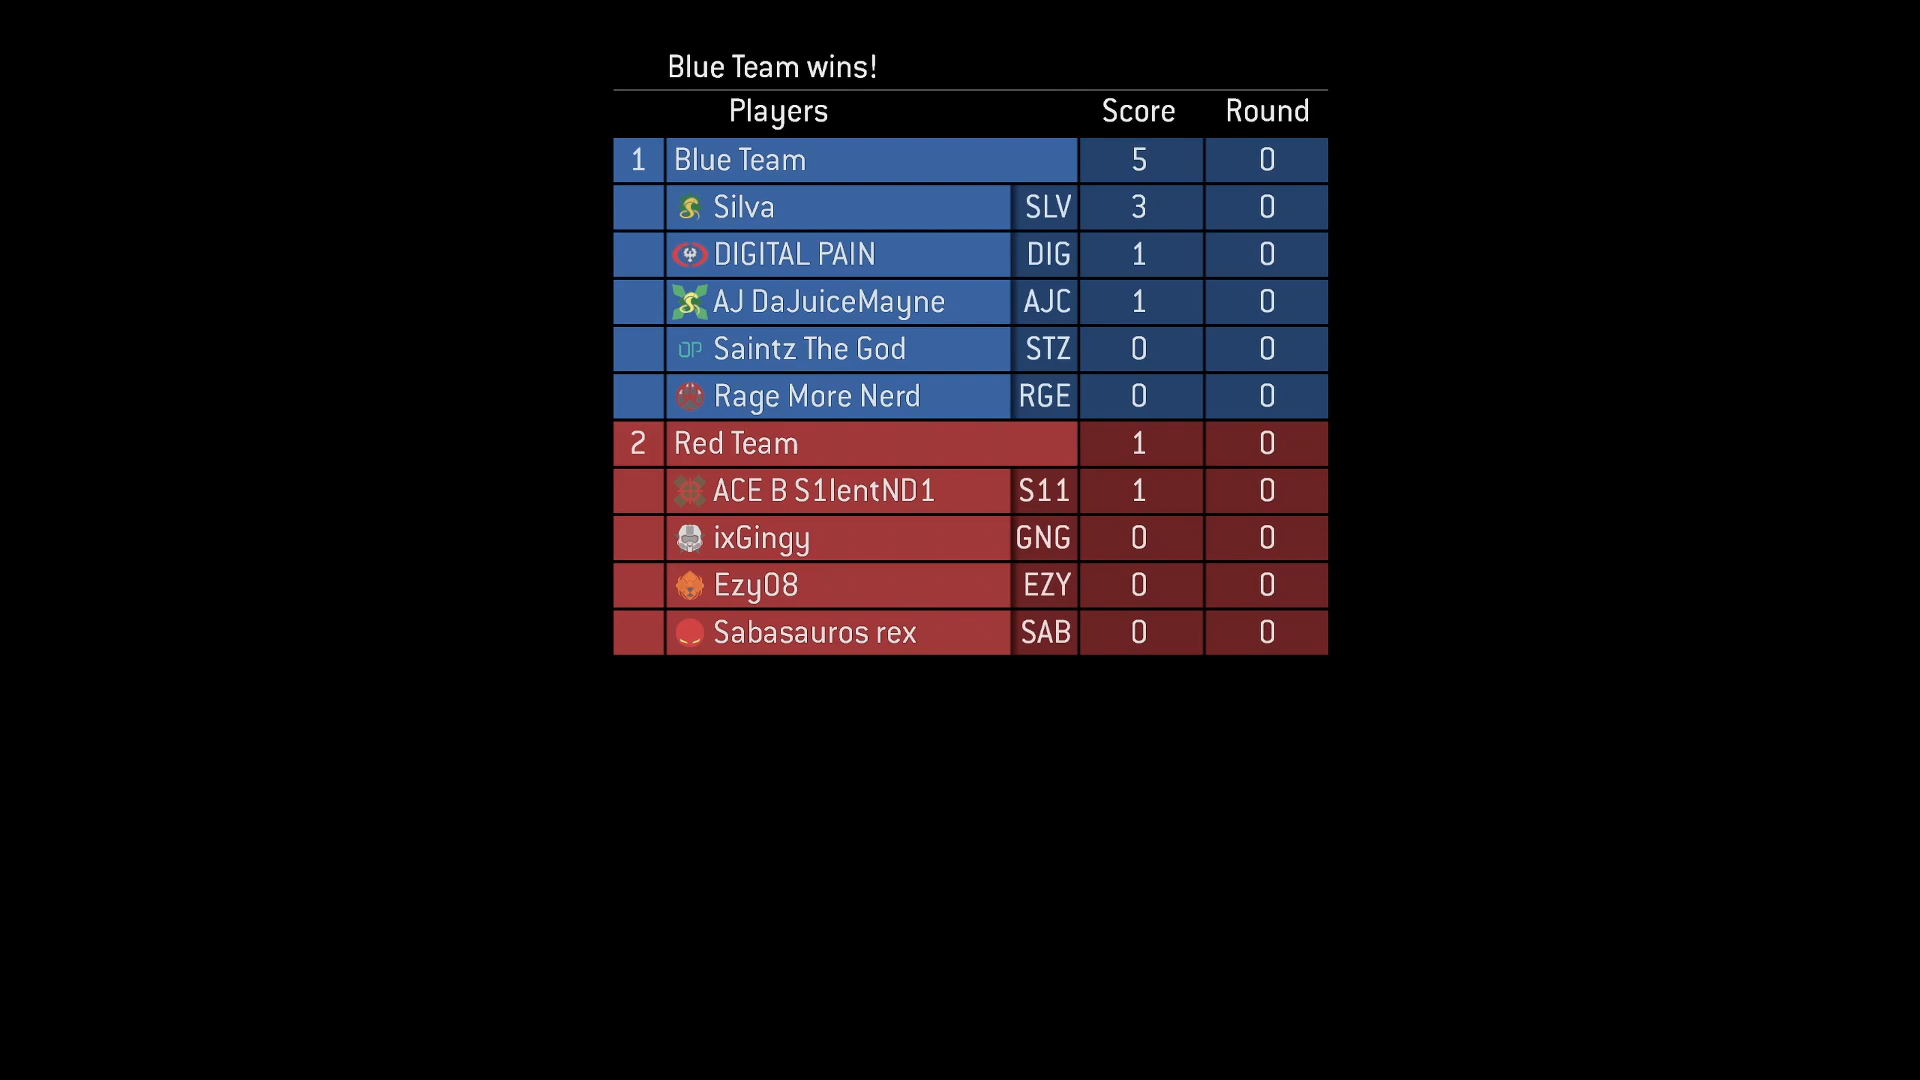 Blue Team wins!
Players Score Round
1 Blue Team 5 0
Silva SLV 3 0
DIGITAL PAIN DIG 1 0
AJ DaJuiceMayne AJC 1 0
OP Saintz The God STZ 0 0
Rage More Nerd RGE 0 0
2 Red Team 1 0
ACE B S1lentND1 S11 1 0
ixGingy GNG 0 0
Ezy08 EZY 0 0
Sabasauros rex SAB 0 0